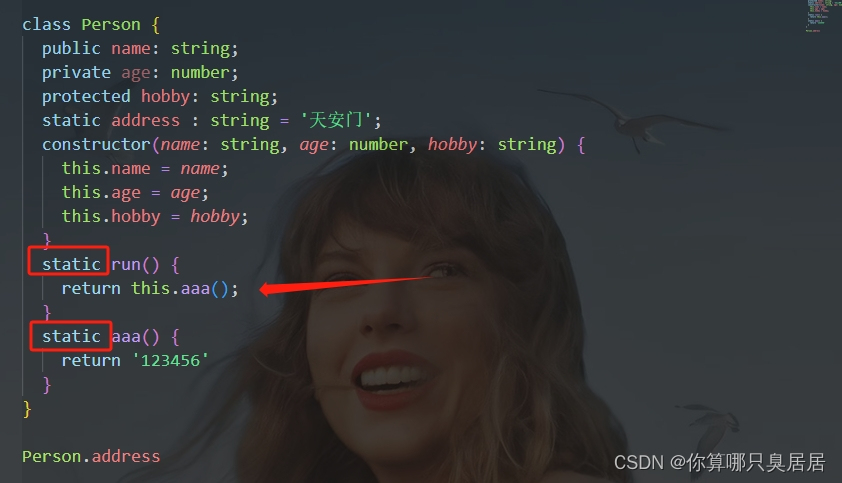 class Person {
public name: string;
private age: number;
protected hobby: string;
static address : string = '天安门';
constructor(name: string, age: number, hobby: string) {
this.name = name;
this.age = age;
this.hobby = hobby;
}
static run() {
return this.aaa();
}
static aaa() {
return '123456'
}
}
Person.address
CSDN @你算哪只臭居居